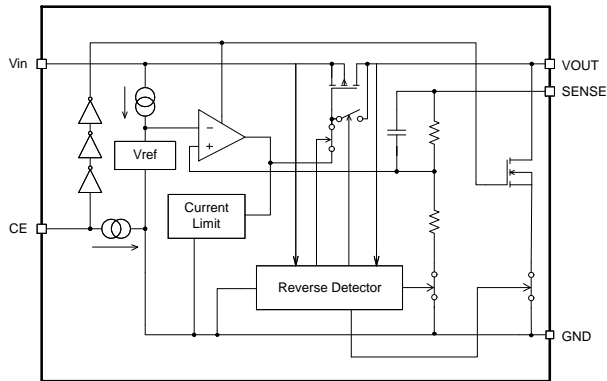 Vin
VOUT
SENSE
−
+
Vref
Current
Limit
CE
Reverse Detector
GND